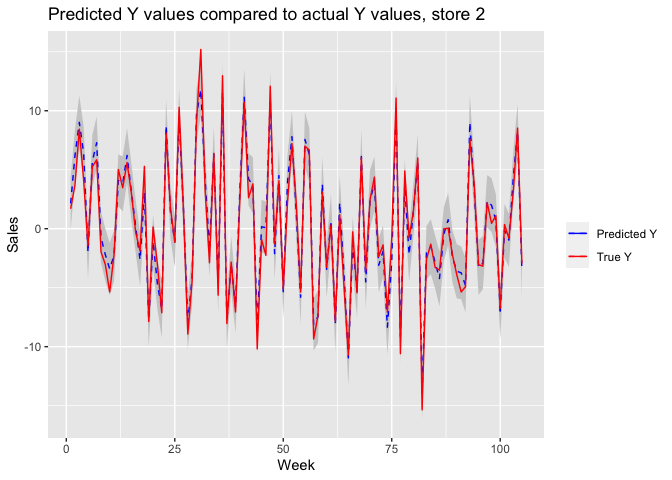 Predicted Y values compared to actual Y values, store 2
Sales
10
0
-10
0
25
50
75
100
Week
Predicted Y
True Y